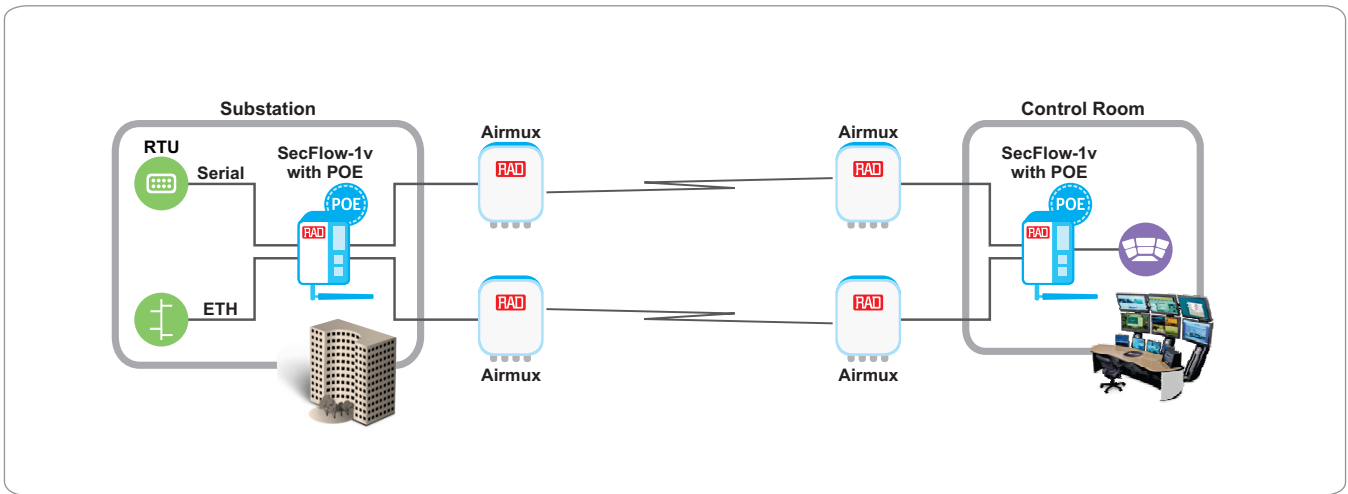 Substation
Control Room
RTU
Serial
SecFlow-1v
with POE
POE
RAD
ETH
Airmux
RAD
Airmux
RAD
RAD
Airmux
RAD
Airmux
SecFlow-1v
with POE
POE
RAD